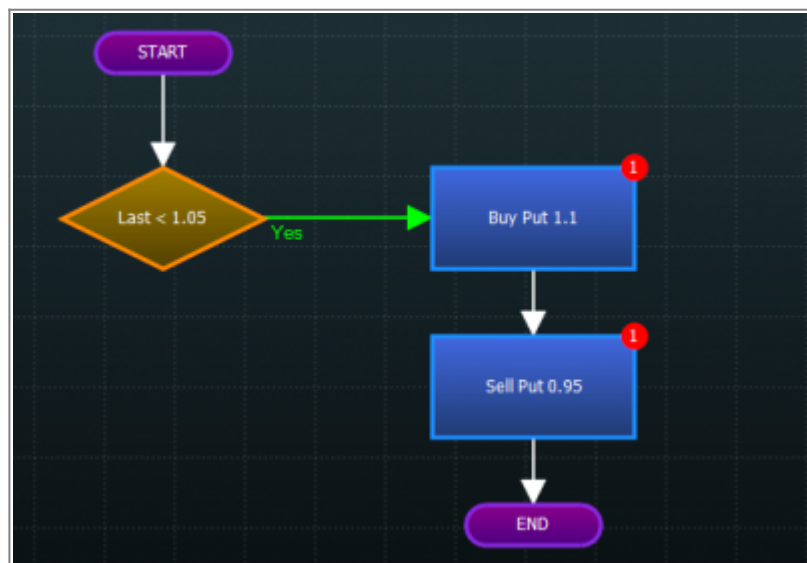 START
Last < 1.05
Yes
1
Buy Put 1.1
1
Sell Put 0.95
END